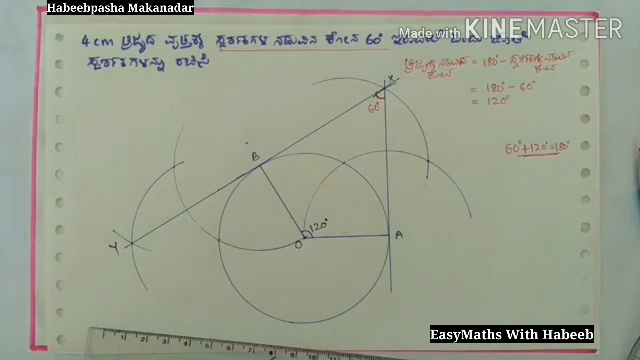 Habeebpasha Makanadar
Made with
KINEMASTER
4 cm ತ್ರಿಜ್ಯದ ವೃತ್ತಕ್ಕೆ ಸ್ಪರ್ಶಕಗಳ ನಡುವಿನ ಕೋನ 60°
ಸ್ಪರ್ಶಕಗಳನ್ನು ರಚಿಸಿ
= 180° -
ಕೋನ
ಕೋನ
= 180° - 60°
= 120°
60°+120°=180°
X
60°
B
120°
Y
O
A
EasyMaths With Habeeb